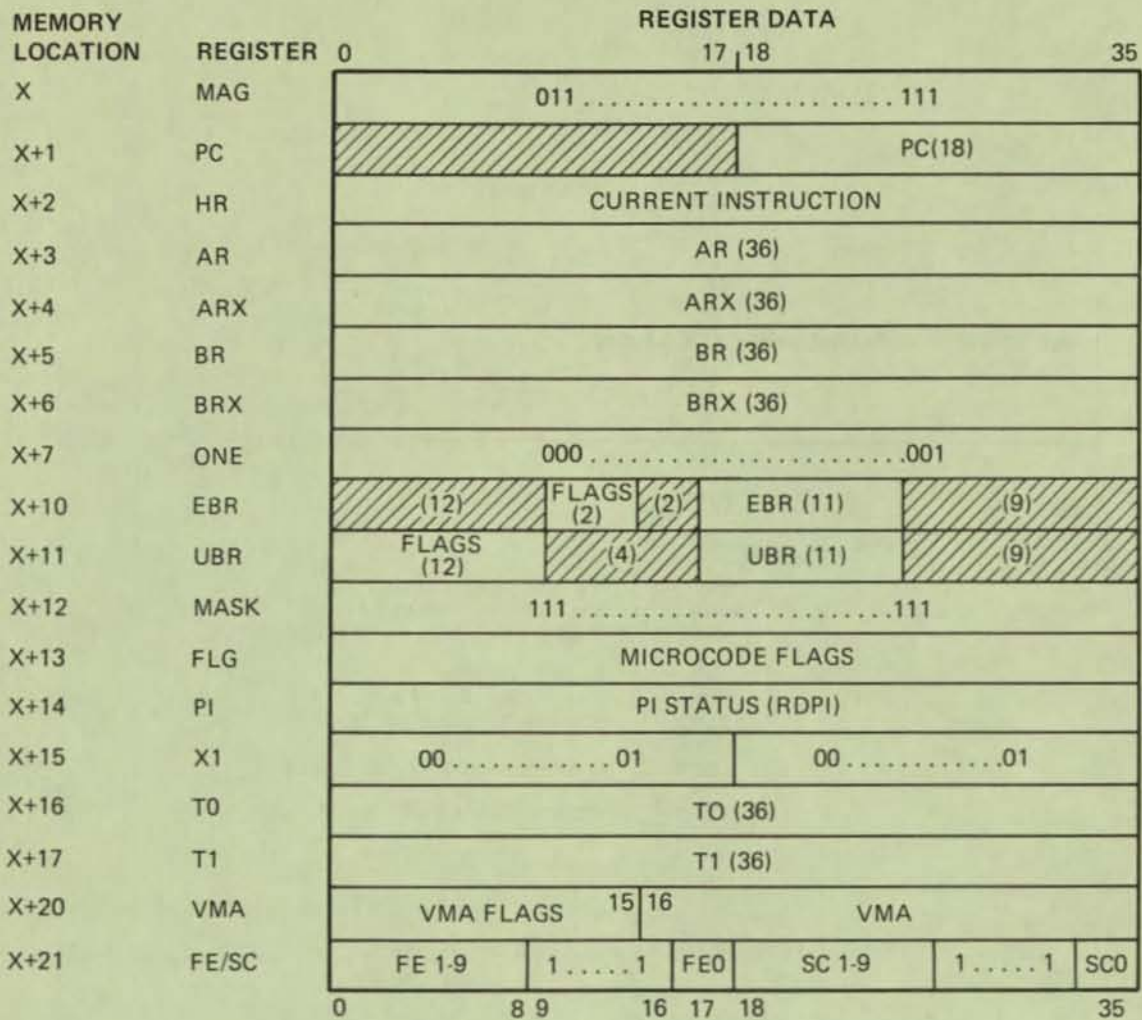 MEMORY LOCATION REGISTER REGISTER DATA
0 17 18 35
X MAG 011 . . . . . . . . . . . . . . . . . . . . . . . 111
X+1 PC PC(18)
X+2 HR CURRENT INSTRUCTION
X+3 AR AR (36)
X+4 ARX ARX (36)
X+5 BR BR (36)
X+6 BRX BRX (36)
X+7 ONE 000 . . . . . . . . . . . . . . . . . . . . . . . .001
X+10 EBR (12) FLAGS (2) (2) EBR (11) (9)
X+11 UBR FLAGS (12) (4) UBR (11) (9)
X+12 MASK 111 . . . . . . . . . . . . . . . . . . . . . . . . 111
X+13 FLG MICROCODE FLAGS
X+14 PI PI STATUS (RDPI)
X+15 X1 00 . . . . . . . . . . . . 01 00 . . . . . . . . . . . .01
X+16 T0 TO (36)
X+17 T1 T1 (36)
X+20 VMA VMA FLAGS 15 16 VMA
X+21 FE/SC FE 1-9 1 . . . . . 1 FE0 SC 1-9 1 . . . . . 1 SC0
0 8 9 16 17 18 35